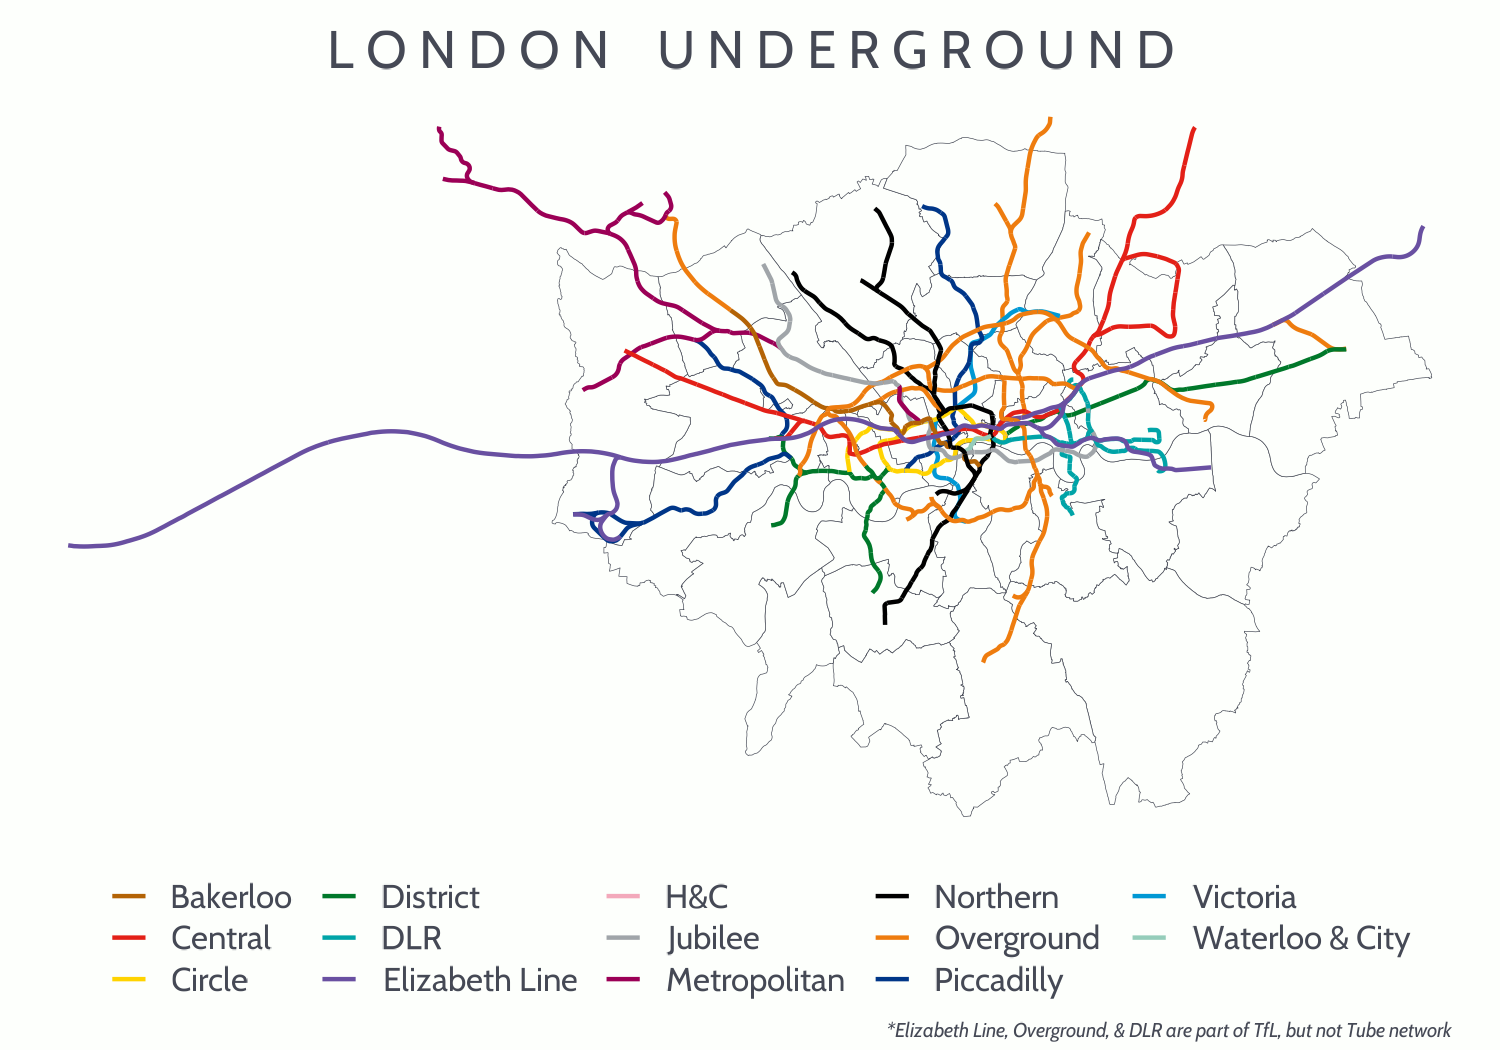 LONDON UNDERGROUND
Bakerloo District H&C Northern Victoria
Central DLR Jubilee Overground Waterloo & City
Circle Elizabeth Line Metropolitan Piccadilly
*Elizabeth Line, Overground, & DLR are part of TfL, but not Tube network